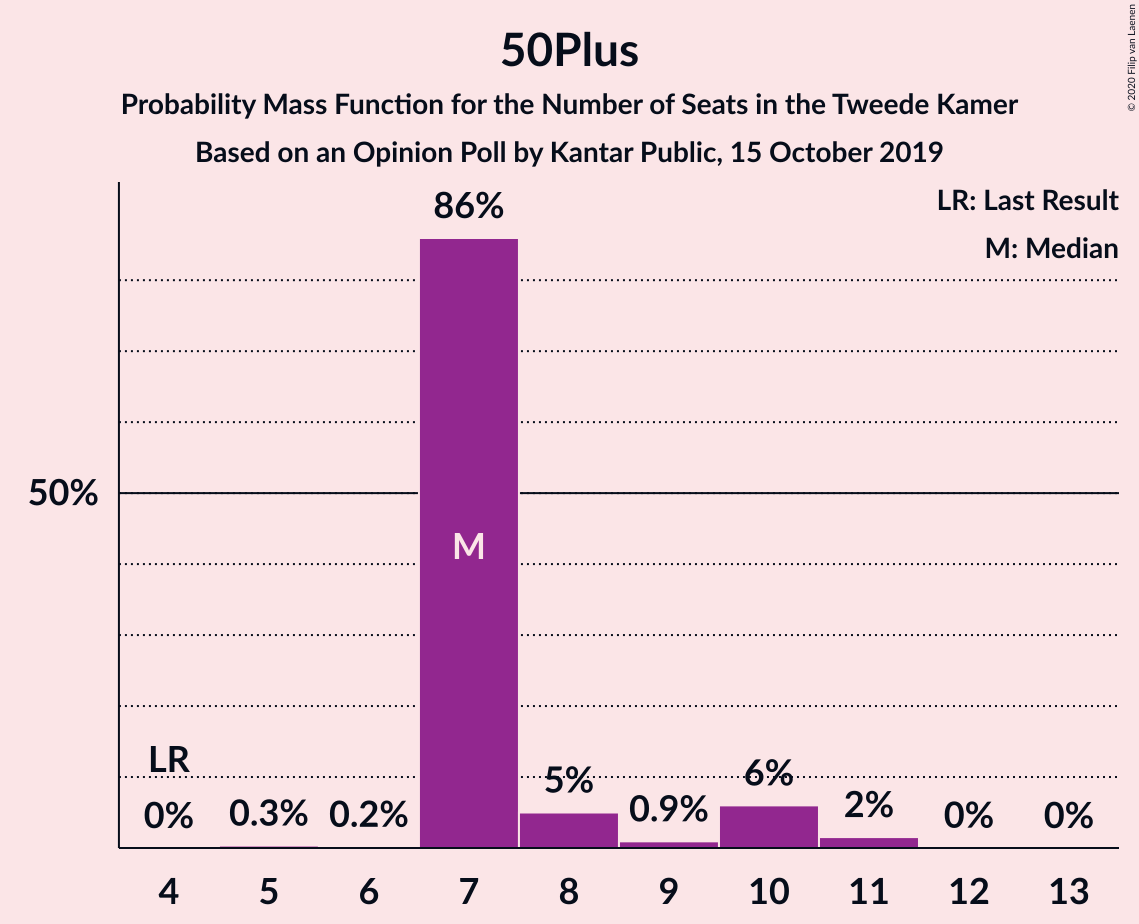 50Plus
Probability Mass Function for the Number of Seats in the Tweede Kamer
Based on an Opinion Poll by Kantar Public, 15 October 2019
© 2020 Filip van Laenen
LR: Last Result
M: Median
86%
50%
M
LR
0%
0.3%
0.2%
5%
0.9%
6%
2%
0%
0%
4 5 6 7 8 9 10 11 12 13